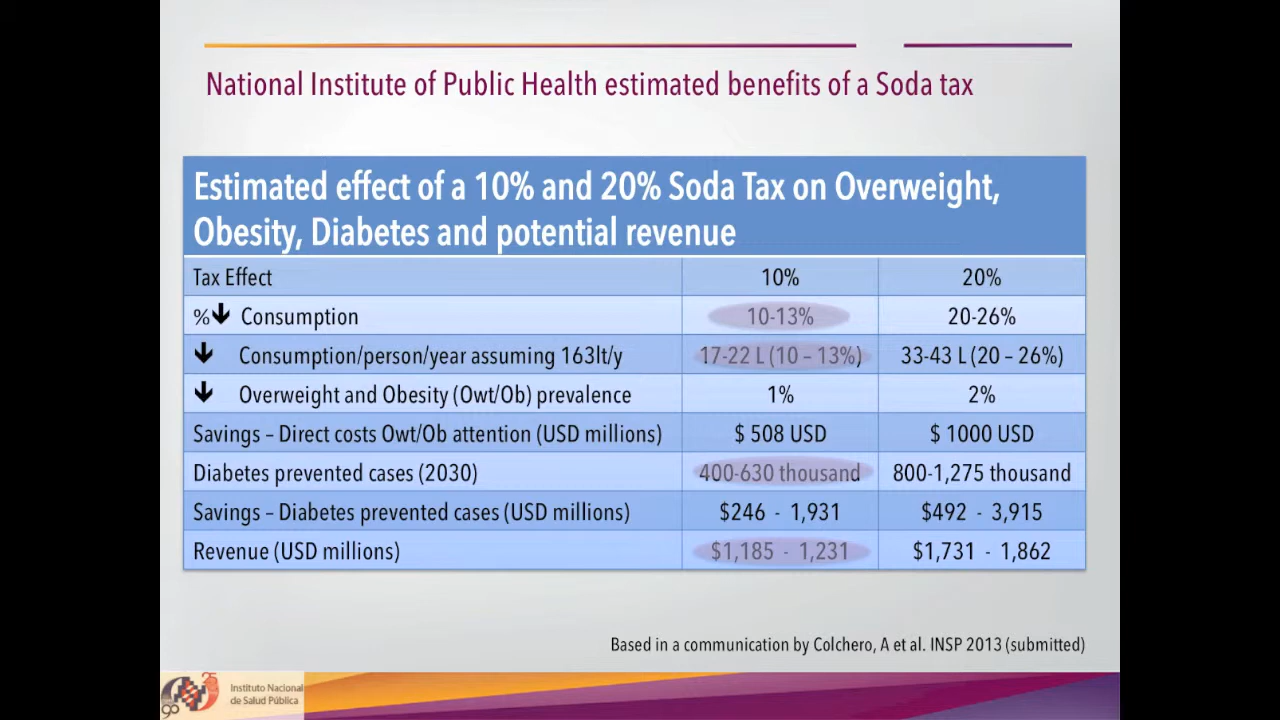 National Institute of Public Health estimated benefits of a Soda tax
Estimated effect of a 10% and 20% Soda Tax on Overweight,
Obesity, Diabetes and potential revenue
Tax Effect 10% 20%
%🡇 Consumption 10-13% 20-26%
🡇 Consumption/person/year assuming 163lt/y 17-22 L (10 – 13%) 33-43 L (20 – 26%)
🡇 Overweight and Obesity (Owt/Ob) prevalence 1% 2%
Savings – Direct costs Owt/Ob attention (USD millions) $ 508 USD $ 1000 USD
Diabetes prevented cases (2030) 400-630 thousand 800-1,275 thousand
Savings – Diabetes prevented cases (USD millions) $246 - 1,931 $492 - 3,915
Revenue (USD millions) $1,185 - 1,231 $1,731 - 1,862
Based in a communication by Colchero, A et al. INSP 2013 (submitted)
Instituto Nacional
de Salud Pública